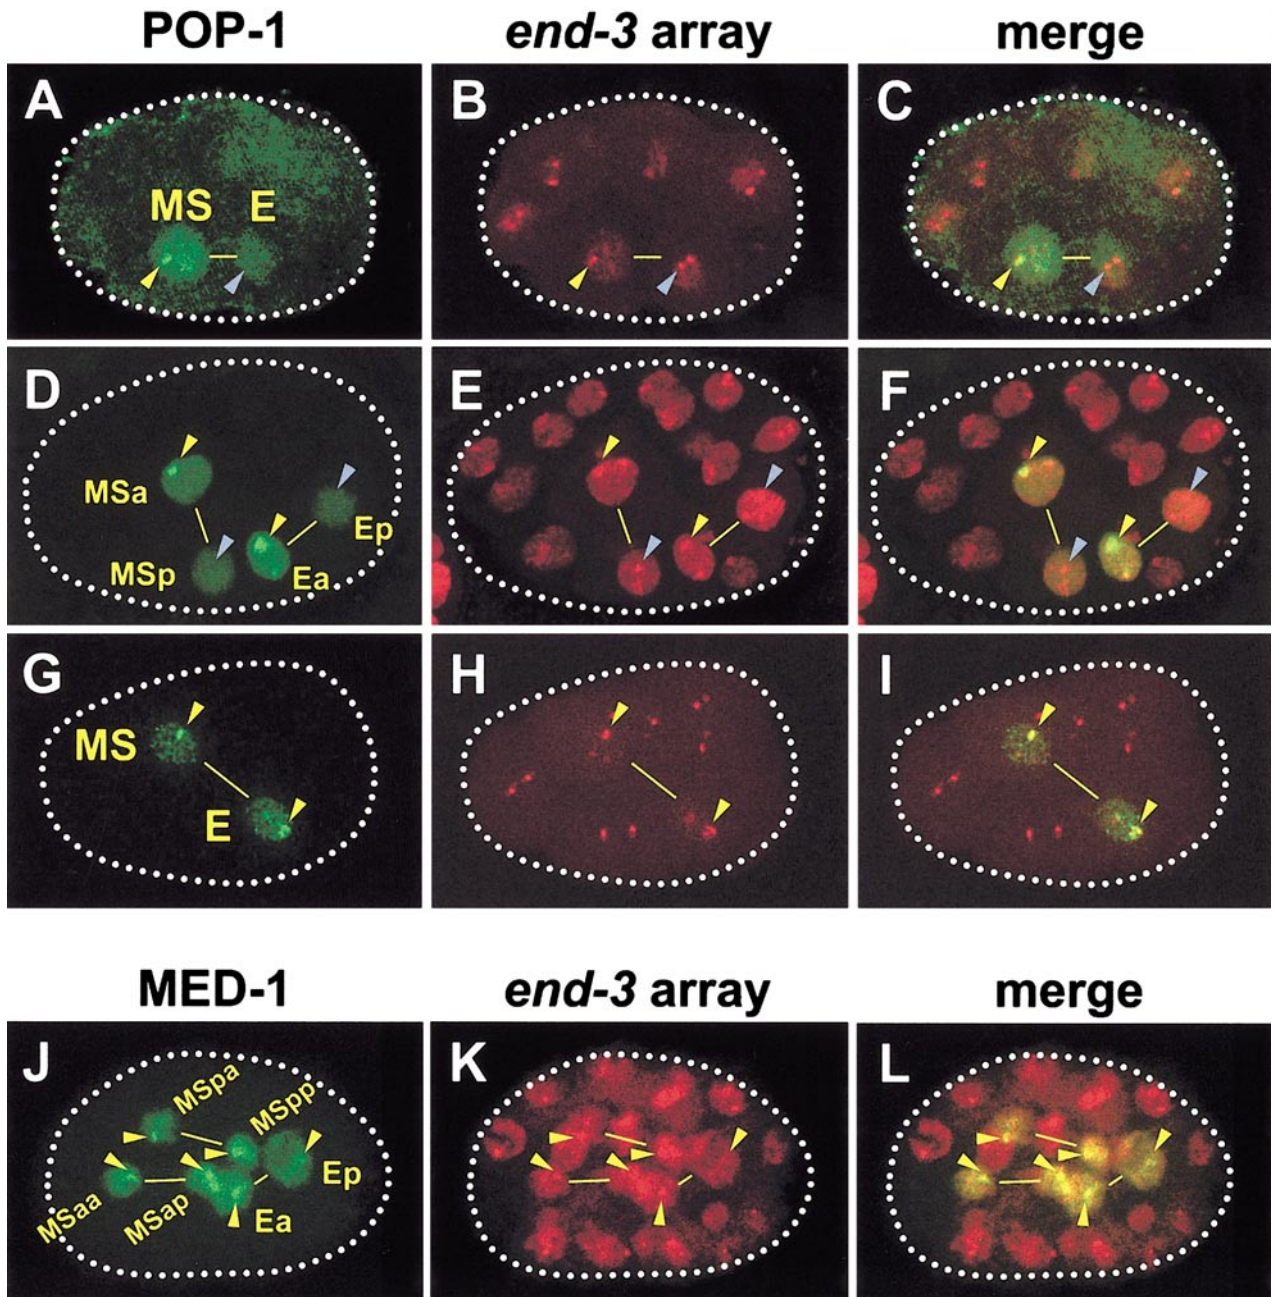 POP-1 end-3 array merge
A B C
MS E
D E F
MSa
Ep
MSp Ea
G H I
MS
E
MED-1 end-3 array merge
J K L
MSpa
MSpp
Ep
MSaa
MSap
Ea